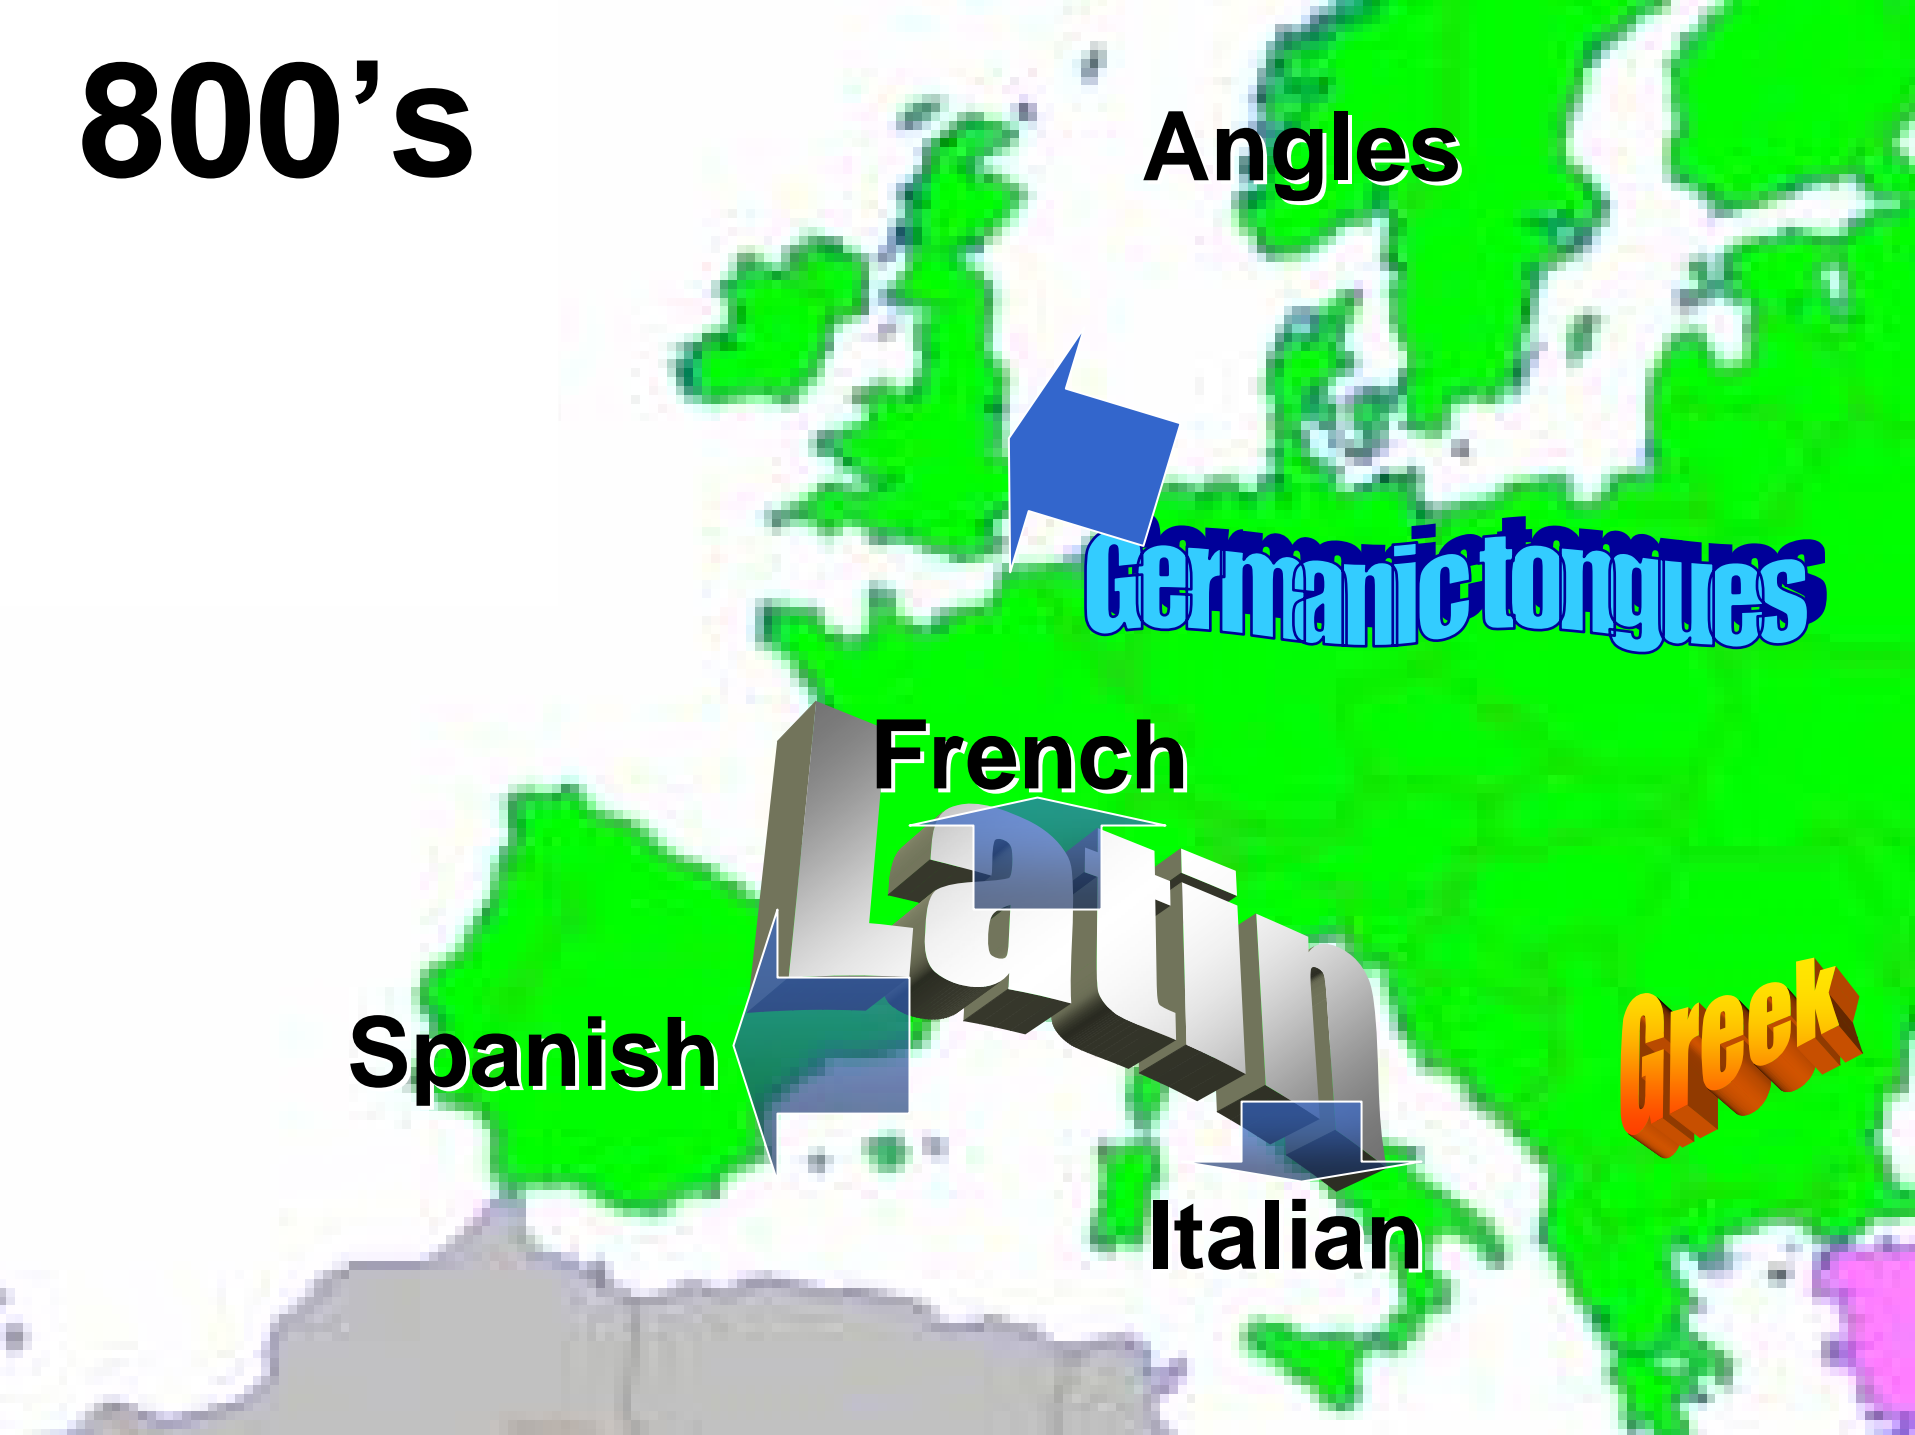 800’s
Angles
Germanic tongues
French
Latin
Spanish
Greek
Italian